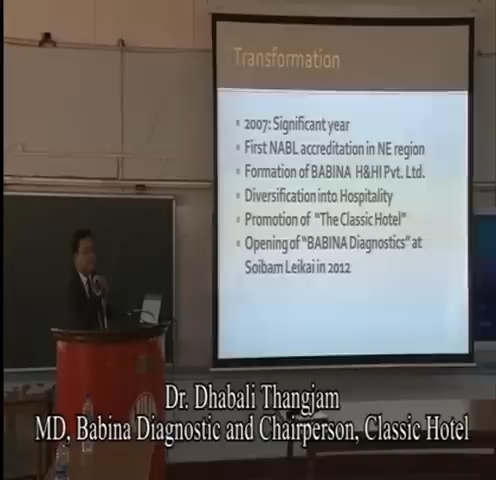 Transformation
2007: Significant year
First NABL accreditation in NE region
Formation of BABINA H&HI Pvt. Ltd.
Diversification into Hospitality
Promotion of "The Classic Hotel"
Opening of "BABINA Diagnostics" at
Soibam Leikai in 2012
Dr. Dhabali Thangjam
MD, Babina Diagnostic and Chairperson, Classic Hotel